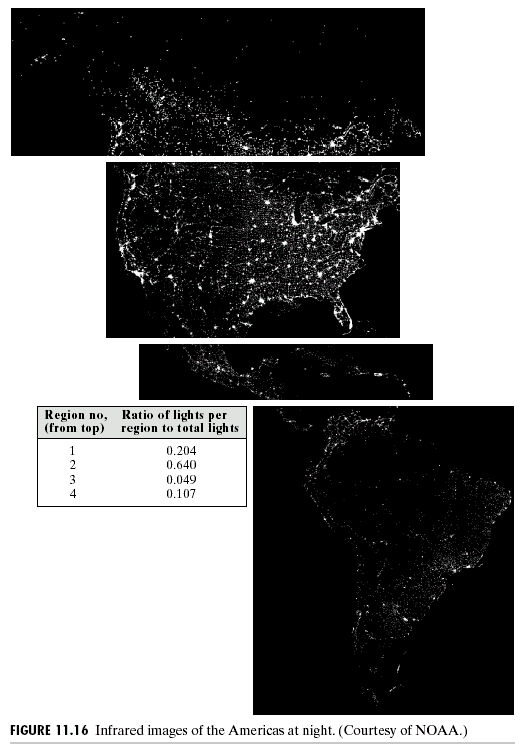 Region no, Ratio of lights per
(from top) region to total lights
1 0.204
2 0.640
3 0.049
4 0.107
FIGURE 11.16 Infrared images of the Americas at night. (Courtesy of NOAA.)